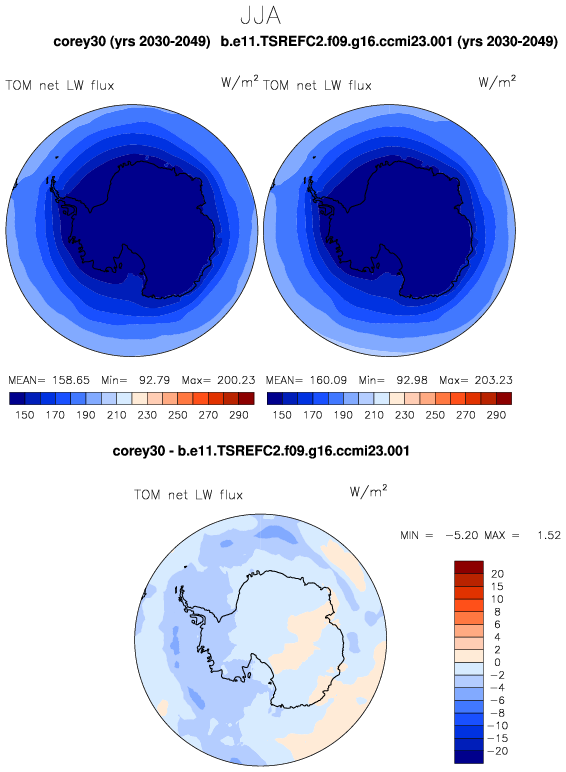 JJA
corey30 (yrs 2030-2049) b.e11.TSREFC2.f09.g16.ccmi23.001 (yrs 2030-2049)
TOM net LW flux W/m² TOM net LW flux W/m²
MEAN= 158.65 Min= 92.79 Max= 200.23 MEAN= 160.09 Min= 92.98 Max= 203.23
150 170 190 210 230 250 270 290 150 170 190 210 230 250 270 290
corey30 - b.e11.TSREFC2.f09.g16.ccmi23.001
TOM net LW flux W/m²
MIN = -5.20 MAX = 1.52
20
15
10
8
6
4
2
0
-2
-4
-6
-8
-10
-15
-20